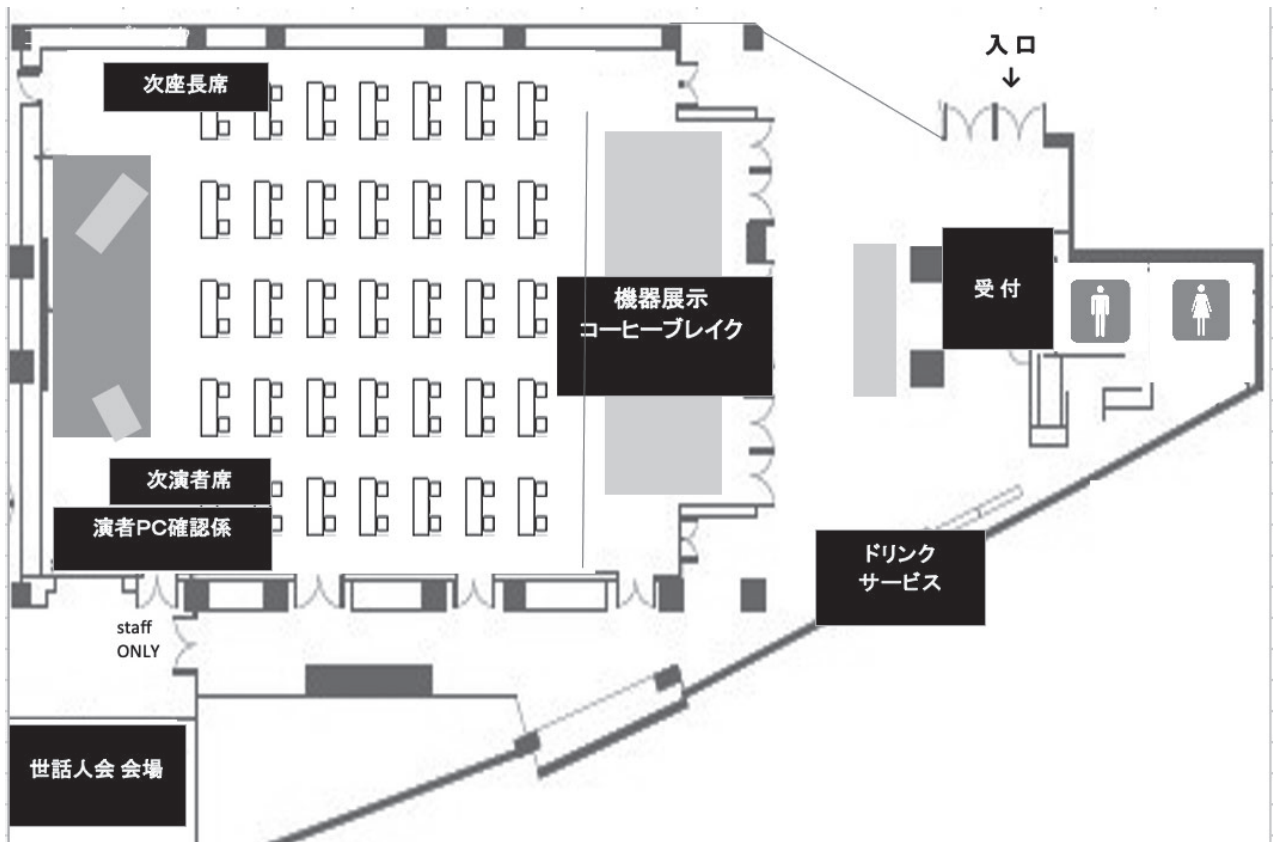 入口
↓
次座長席
受付
機器展示
コーヒーブレイク
次演者席
演者PC確認係
ドリンク
サービス
staff
ONLY
世話人会 会場